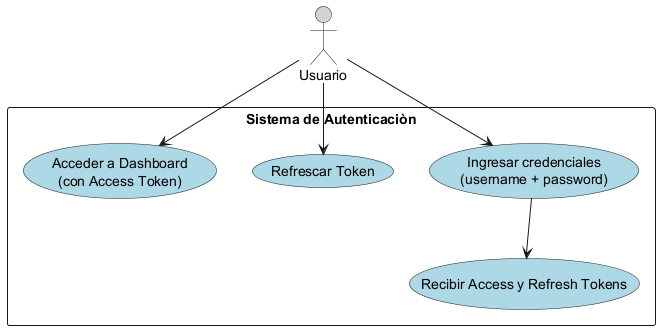 Usuario
Sistema de Autenticaciòn
Acceder a Dashboard
(con Access Token)
Refrescar Token
Ingresar credenciales
(username + password)
Recibir Access y Refresh Tokens